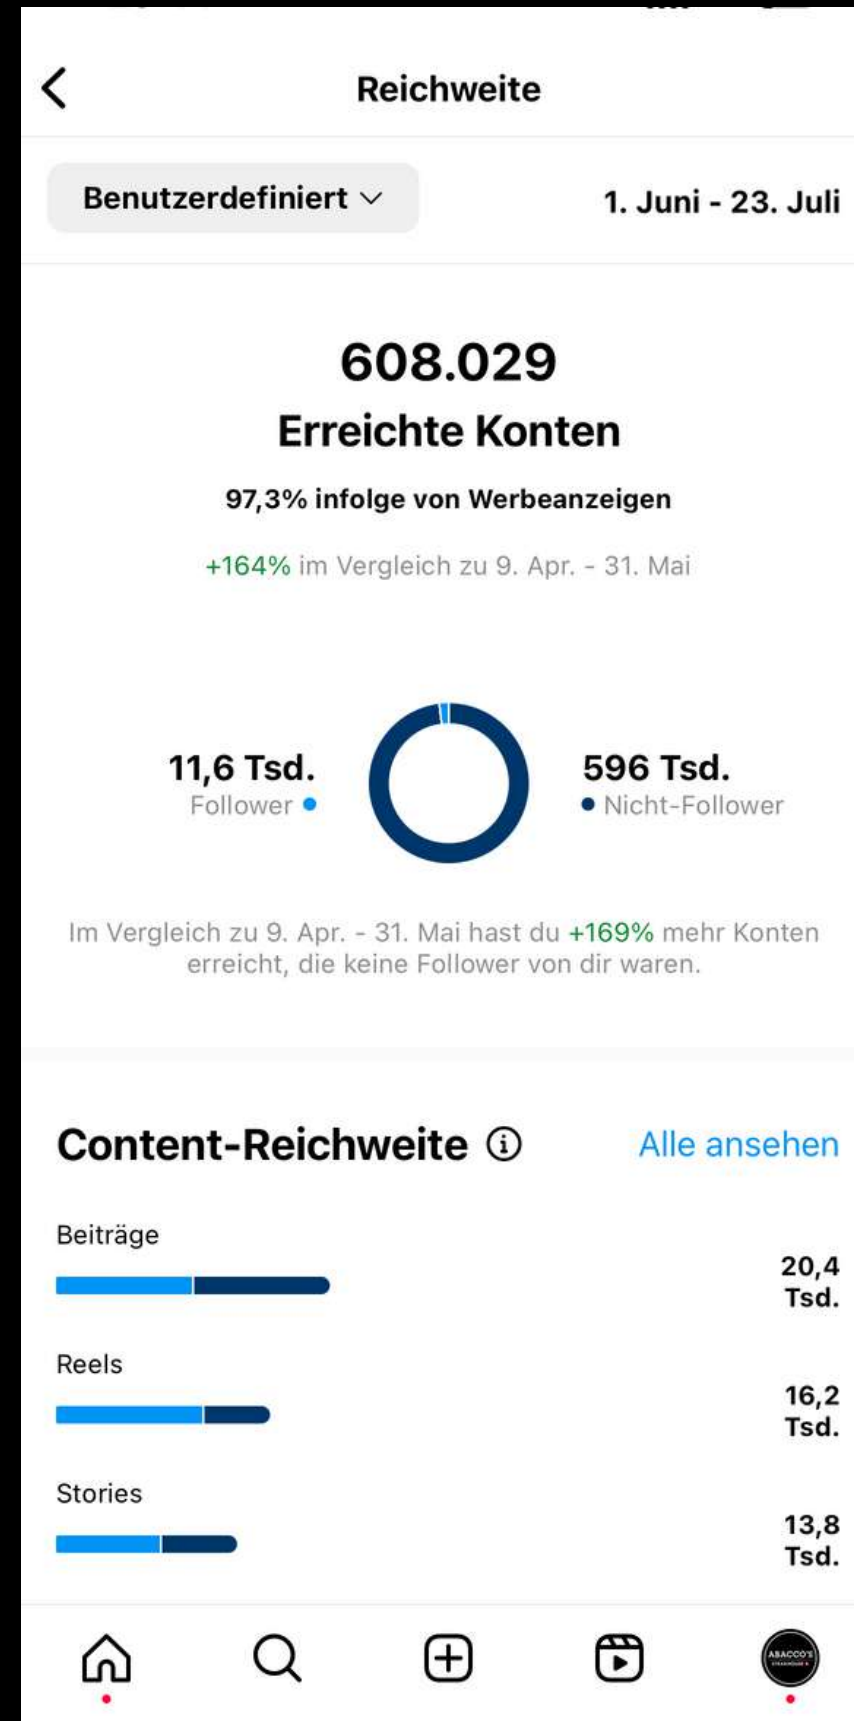 Reichweite
Benutzerdefiniert
1. Juni - 23. Juli
608.029
Erreichte Konten
97,3% infolge von Werbeanzeigen
+164% im Vergleich zu 9. Apr. - 31. Mai
11,6 Tsd.
Follower
596 Tsd.
Nicht-Follower
Im Vergleich zu 9. Apr. - 31. Mai hast du +169% mehr Konten
erreicht, die keine Follower von dir waren.
Content-Reichweite
Alle ansehen
Beiträge
20,4
Tsd.
Reels
16,2
Tsd.
Stories
13,8
Tsd.
ABACCO'S
STEAKHOUSE